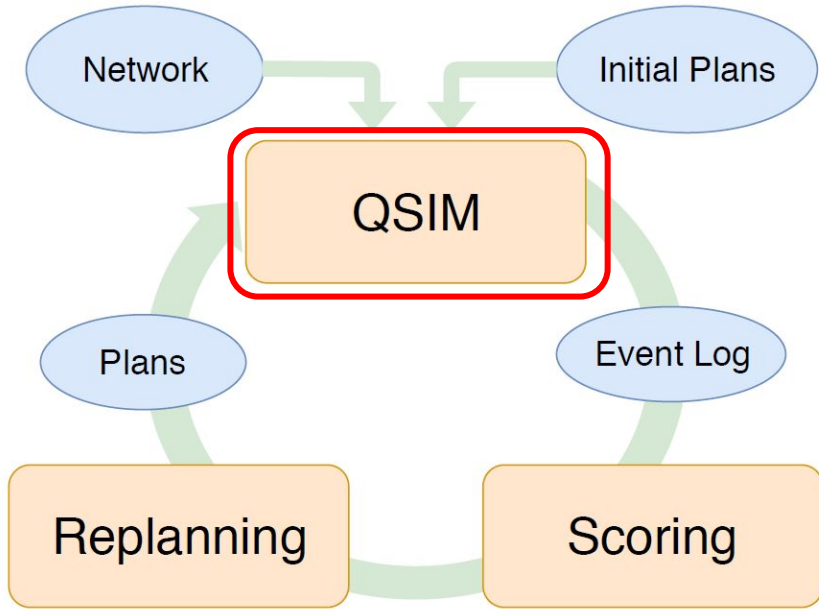 Network
Initial Plans
QSIM
Plans
Event Log
Replanning
Scoring